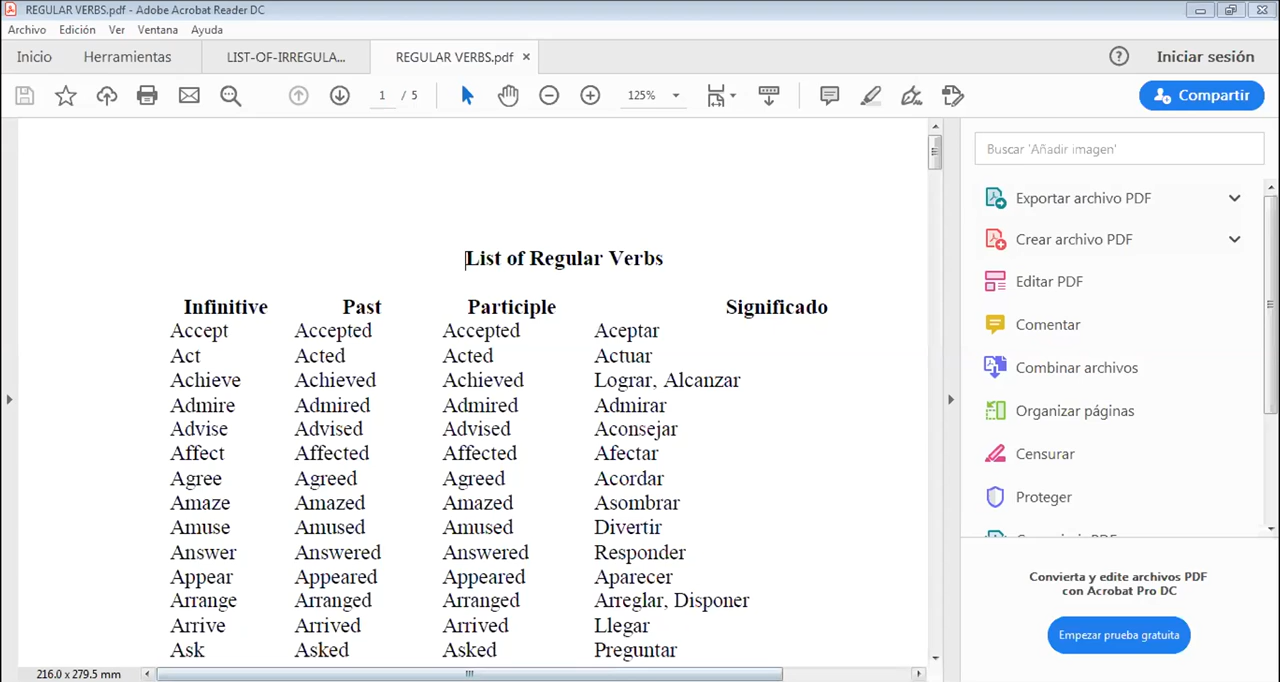 REGULAR VERBS.pdf - Adobe Acrobat Reader DC
Archivo Edición Ver Ventana Ayuda
Inicio Herramientas LIST-OF-IRREGULA... REGULAR VERBS.pdf × Iniciar sesión
1 / 5 125% Compartir
List of Regular Verbs
Infinitive Past Participle Significado
Accept Accepted Accepted Aceptar
Act Acted Acted Actuar
Achieve Achieved Achieved Lograr, Alcanzar
Admire Admired Admired Admirar
Advise Advised Advised Aconsejar
Affect Affected Affected Afectar
Agree Agreed Agreed Acordar
Amaze Amazed Amazed Asombrar
Amuse Amused Amused Divertir
Answer Answered Answered Responder
Appear Appeared Appeared Aparecer
Arrange Arranged Arranged Arreglar, Disponer
Arrive Arrived Arrived Llegar
Ask Asked Asked Preguntar
216.0 x 279.5 mm
Buscar 'Añadir imagen'
Exportar archivo PDF
Crear archivo PDF
Editar PDF
Comentar
Combinar archivos
Organizar páginas
Censurar
Proteger
Convierta y edite archivos PDF
con Acrobat Pro DC
Empezar prueba gratuita